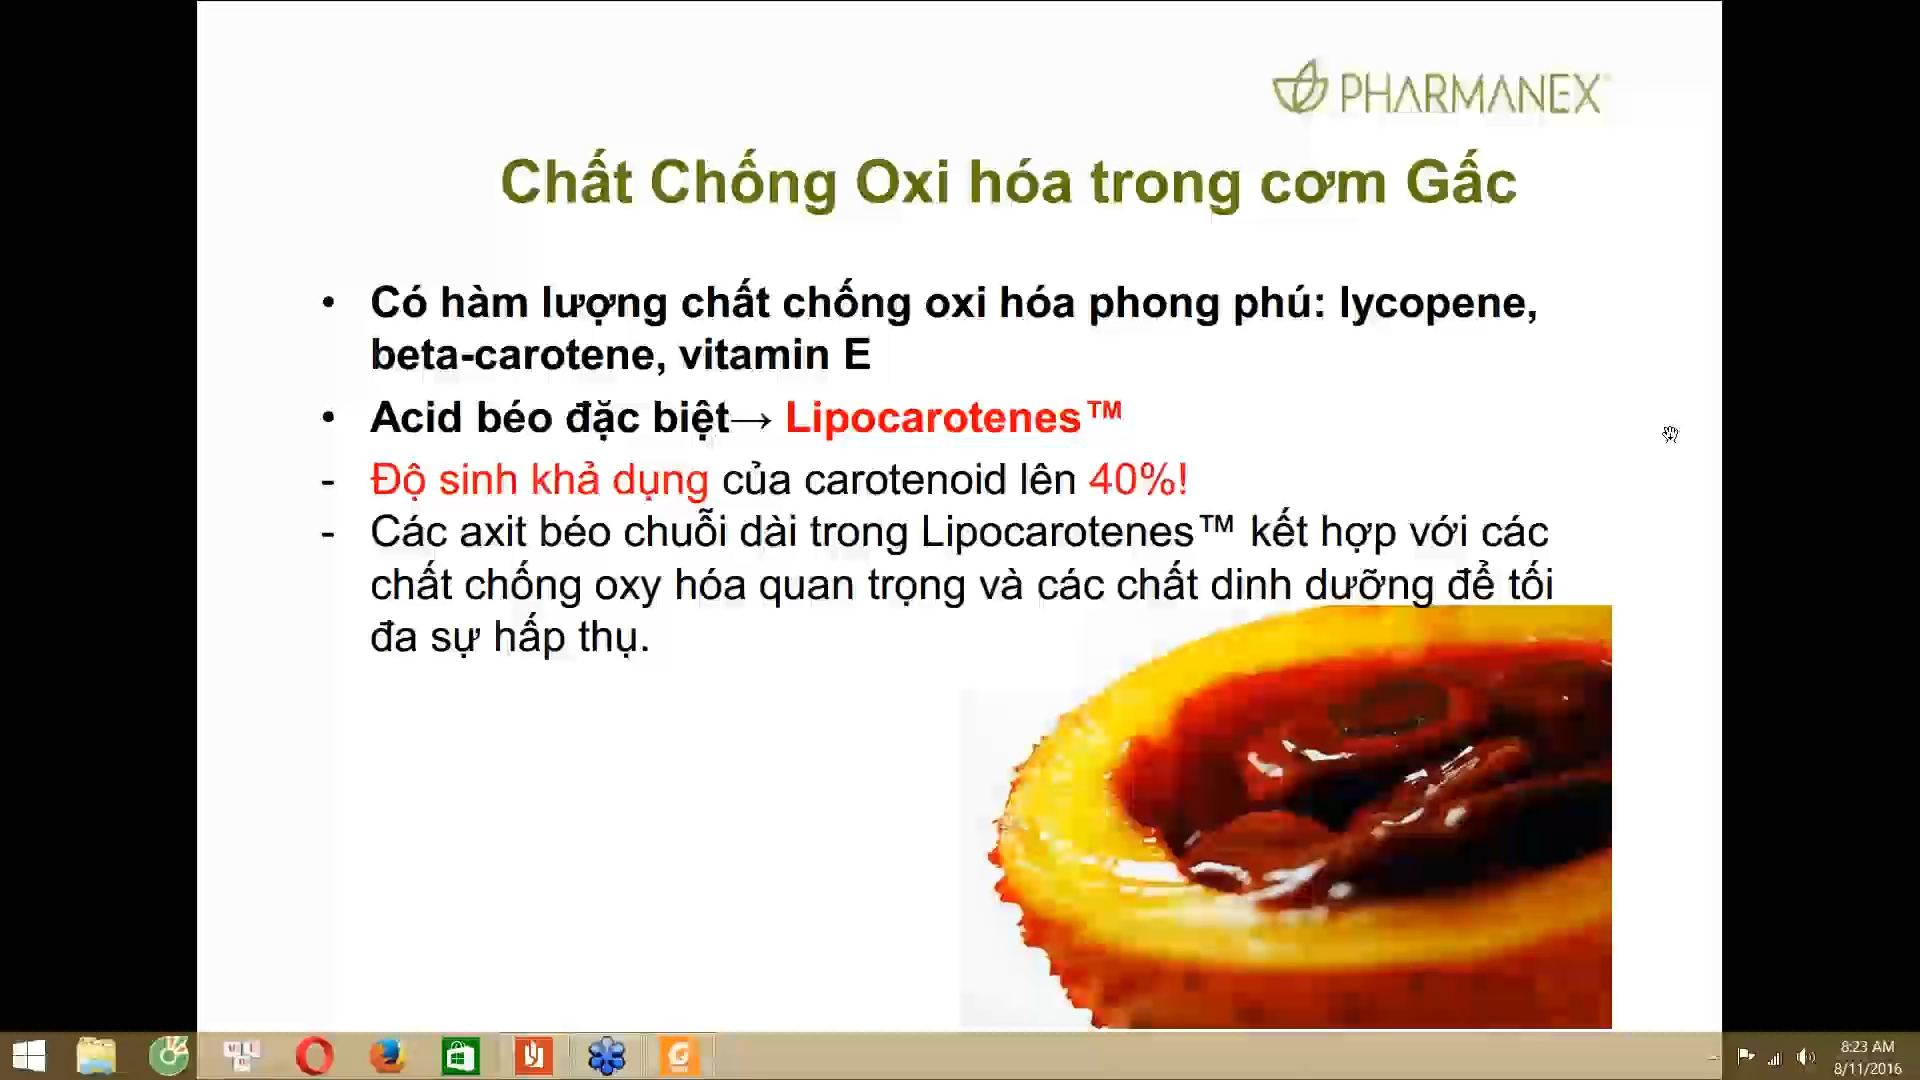 PHARMANEX
Chất Chống Oxi hóa trong cơm Gấc
• Có hàm lượng chất chống oxi hóa phong phú: lycopene,
beta-carotene, vitamin E
• Acid béo đặc biệt→ Lipocarotenes™
- Độ sinh khả dụng của carotenoid lên 40%!
- Các axit béo chuỗi dài trong Lipocarotenes™ kết hợp với các
chất chống oxy hóa quan trọng và các chất dinh dưỡng để tối
đa sự hấp thụ.
8:23 AM
8/11/2016